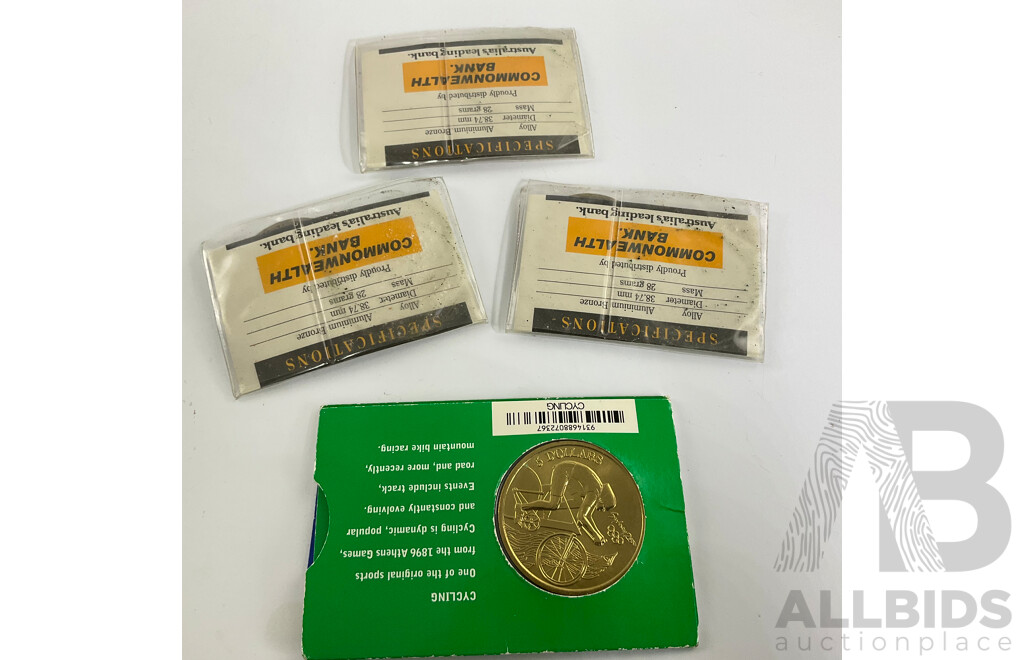 SPECIFICATIONS
Alloy Aluminium Bronze
Diameter 38.74 mm
Mass 28 grams
Proudly distributed by
COMMONWEALTH
BANK.
Australia's leading bank.
SPECIFICATIONS
Alloy Aluminium Bronze
Diameter 38.74 mm
Mass 28 grams
Proudly distributed by
COMMONWEALTH
BANK.
Australia's leading bank.
SPECIFICATIONS
Alloy Aluminium Bronze
Diameter 38.74 mm
Mass 28 grams
Proudly distributed by
COMMONWEALTH
BANK.
Australia's leading bank.
CYCLING
One of the original sports
from the 1896 Athens Games,
Cycling is dynamic, popular
and constantly evolving.
Events include track,
road and, more recently,
mountain bike racing.
9314688072367
CYCLING
5 DOLLARS
AB
ALLBIDS
auctionplace